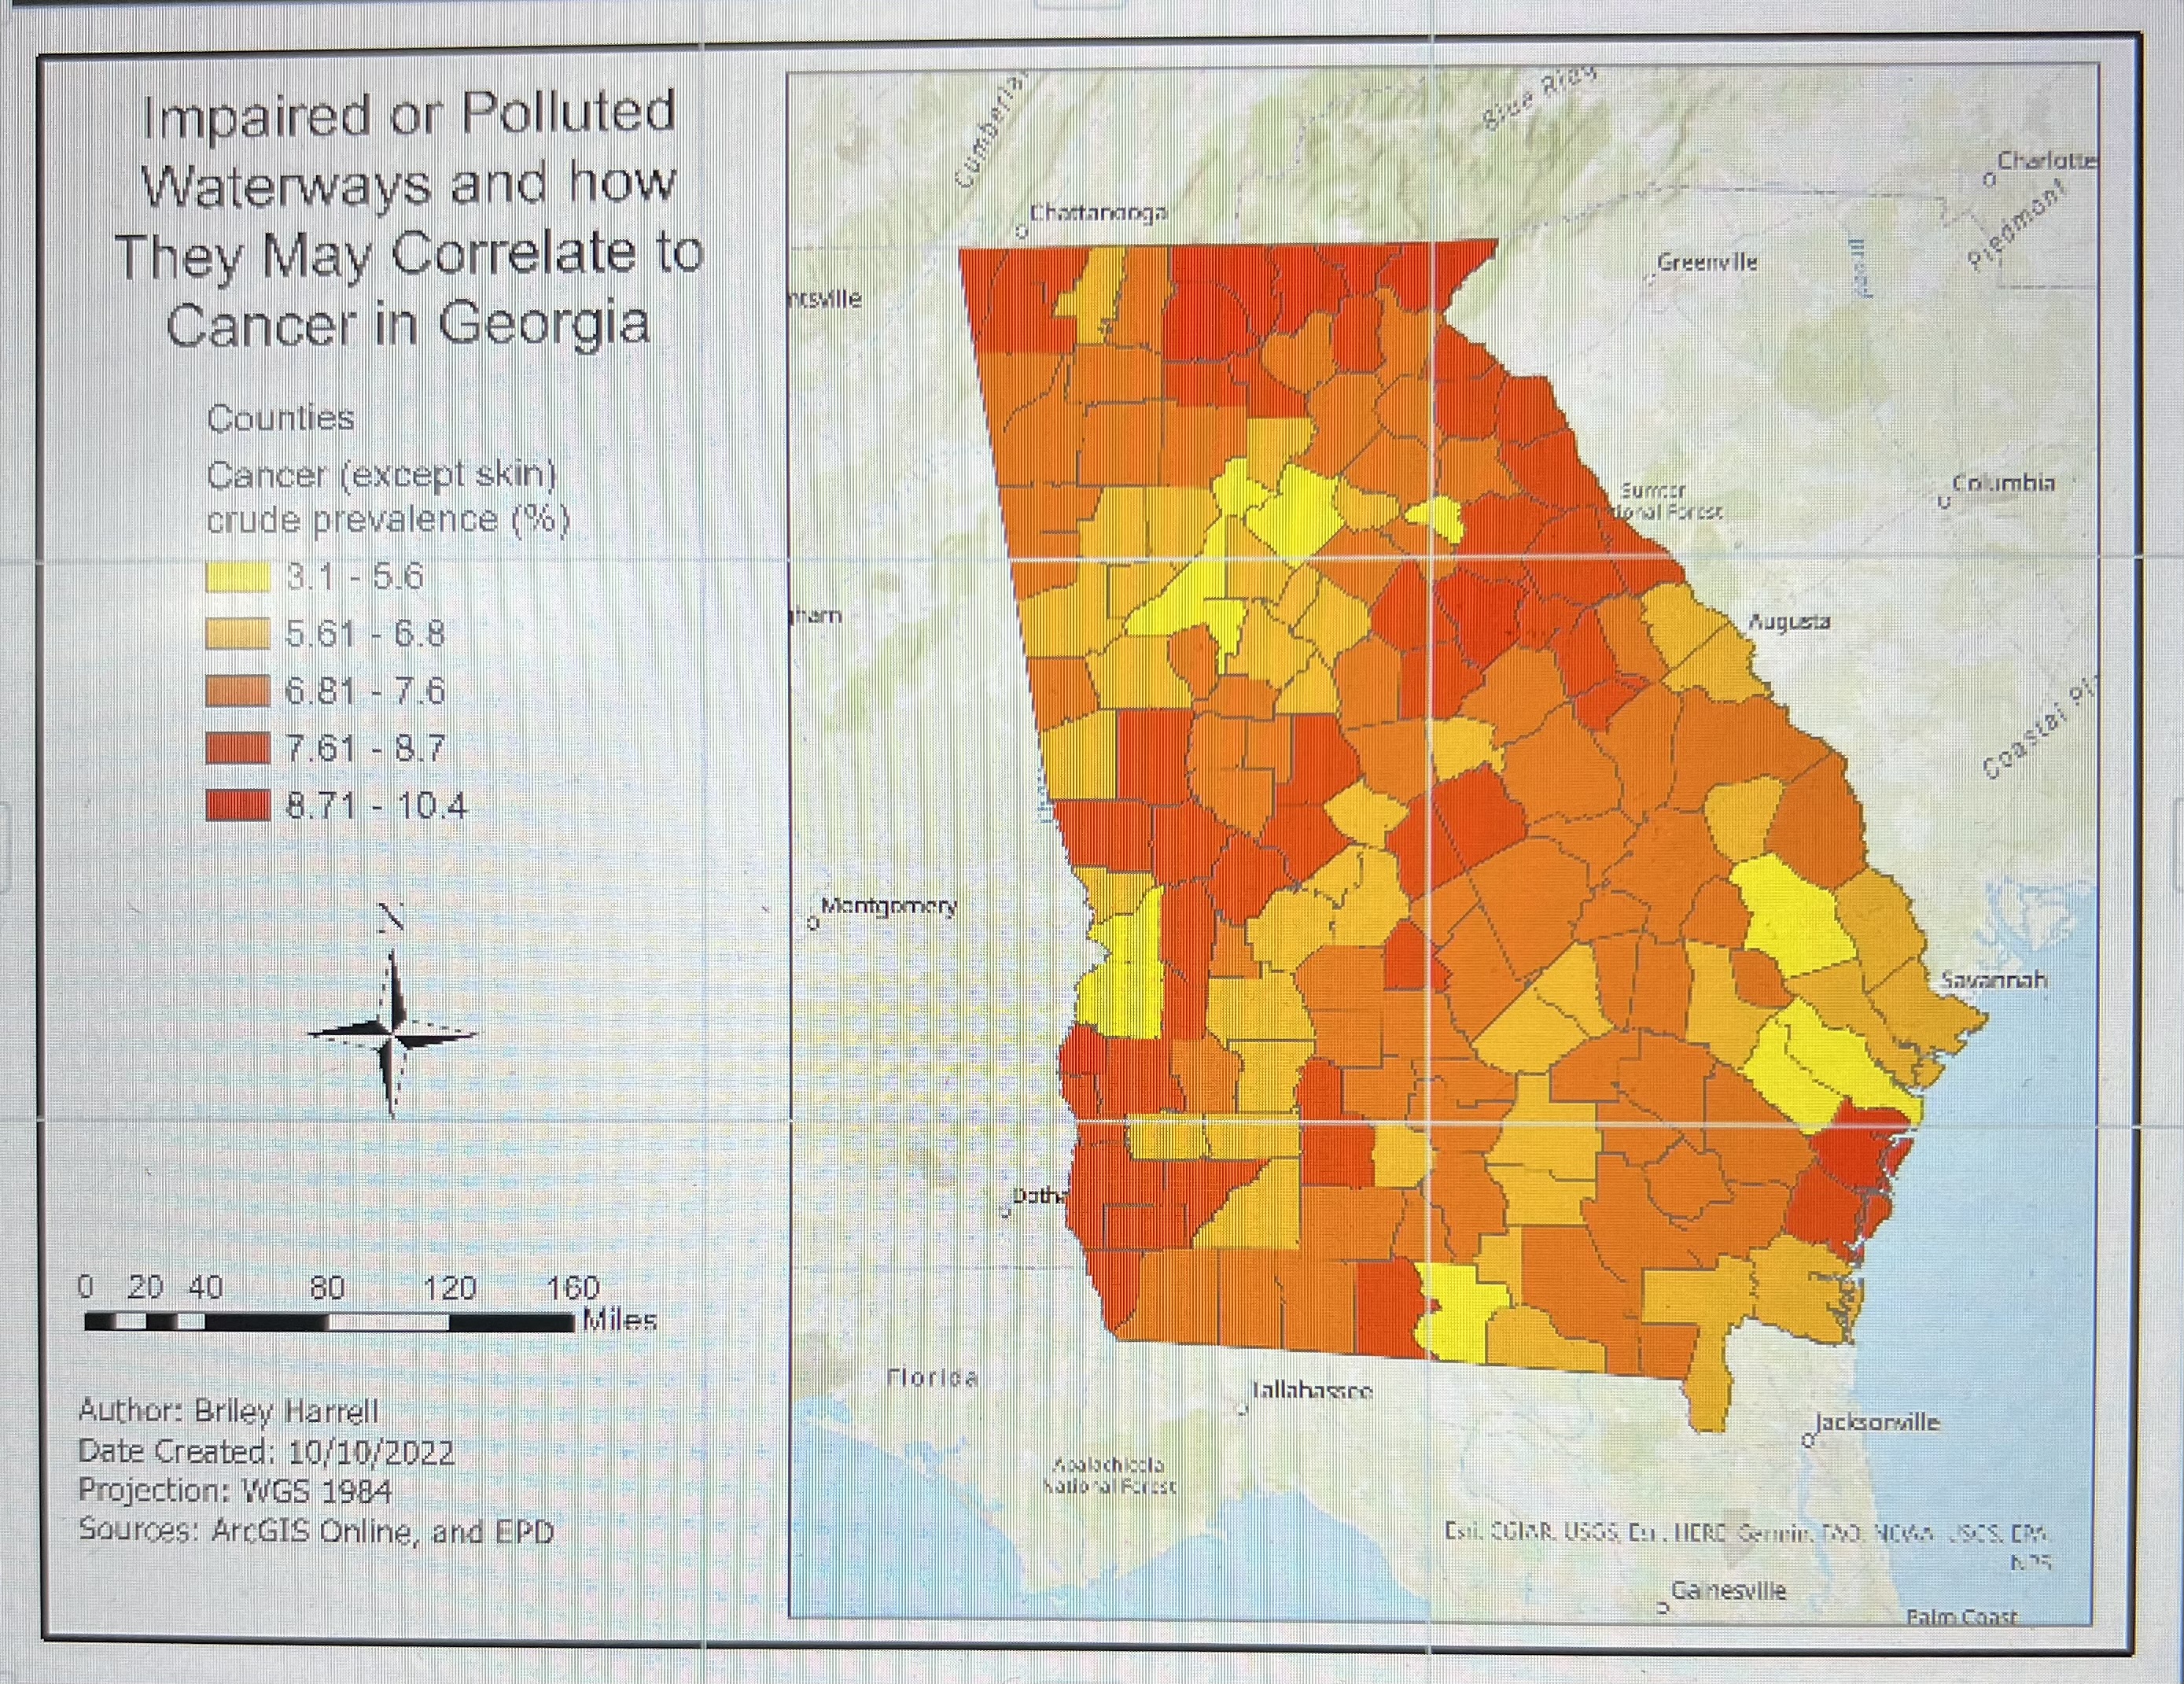 Impaired or Polluted
Waterways and how
They May Correlate to
Cancer in Georgia
Counties
Cancer (except skin)
crude prevalence (%)
3.1 - 5.6
5.61 - 6.8
6.81 - 7.6
7.61 - 8.7
8.71 - 10.4
N
0 20 40 80 120 160
Miles
Author: Briley Harrell
Date Created: 10/10/2022
Projection: WGS 1984
Sources: ArcGIS Online, and EPD
Blue Ridg
Cumberla
Charlotte
Piedmont
Chattanooga
Greenville
ntsville
Columbia
Sumter
ional Forest
gham
Augusta
Coastal Pl
Montgomery
Savannah
Doth
Florida
Tallahassee
Jacksonville
Apalachicola
National Forest
Esri, CGIAR, USGS, Esri, HERE, Garmin, FAO, NOAA, USGS, EPA,
NPS
Gainesville
Palm Coast